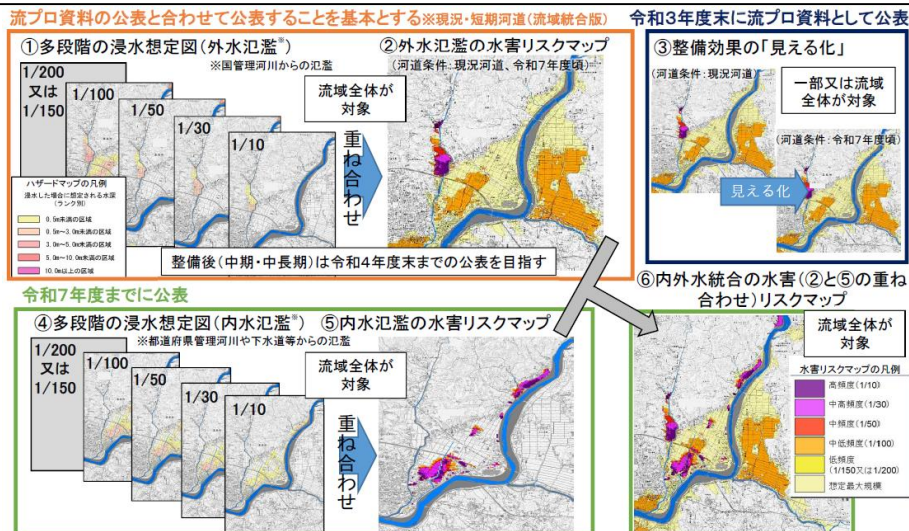 流プロ資料の公表と合わせて公表することを基本とする※現況・短期河道(流域統合版)
令和3年度末に流プロ資料として公表
①多段階の浸水想定図(外水氾濫※)
※国管理河川からの氾濫
1/200
又は
1/150
1/100
1/50
1/30
1/10
流域全体が
対象
重ね合わせ
ハザードマップの凡例
浸水した場合に想定される水深
(ランク別)
0.5m未満の区域
0.5m~3.0m未満の区域
3.0m~5.0m未満の区域
5.0m~10.0m未満の区域
10.0m以上の区域
②外水氾濫の水害リスクマップ
(河道条件:現況河道、令和7年度頃)
整備後(中期・中長期)は令和4年度末までの公表を目指す
③整備効果の「見える化」
(河道条件:現況河道)
一部又は流域
全体が対象
(河道条件:令和7年度頃)
見える化
令和7年度までに公表
④多段階の浸水想定図(内水氾濫※)
※都道府県管理河川や下水道等からの氾濫
1/200
又は
1/150
1/100
1/50
1/30
1/10
流域全体が
対象
重ね合わせ
⑤内水氾濫の水害リスクマップ
⑥内外水統合の水害(②と⑤の重ね
合わせ)リスクマップ
流域全体が
対象
水害リスクマップの凡例
高頻度(1/10)
中高頻度(1/30)
中頻度(1/50)
中低頻度(1/100)
低頻度
(1/150又は1/200)
想定最大規模